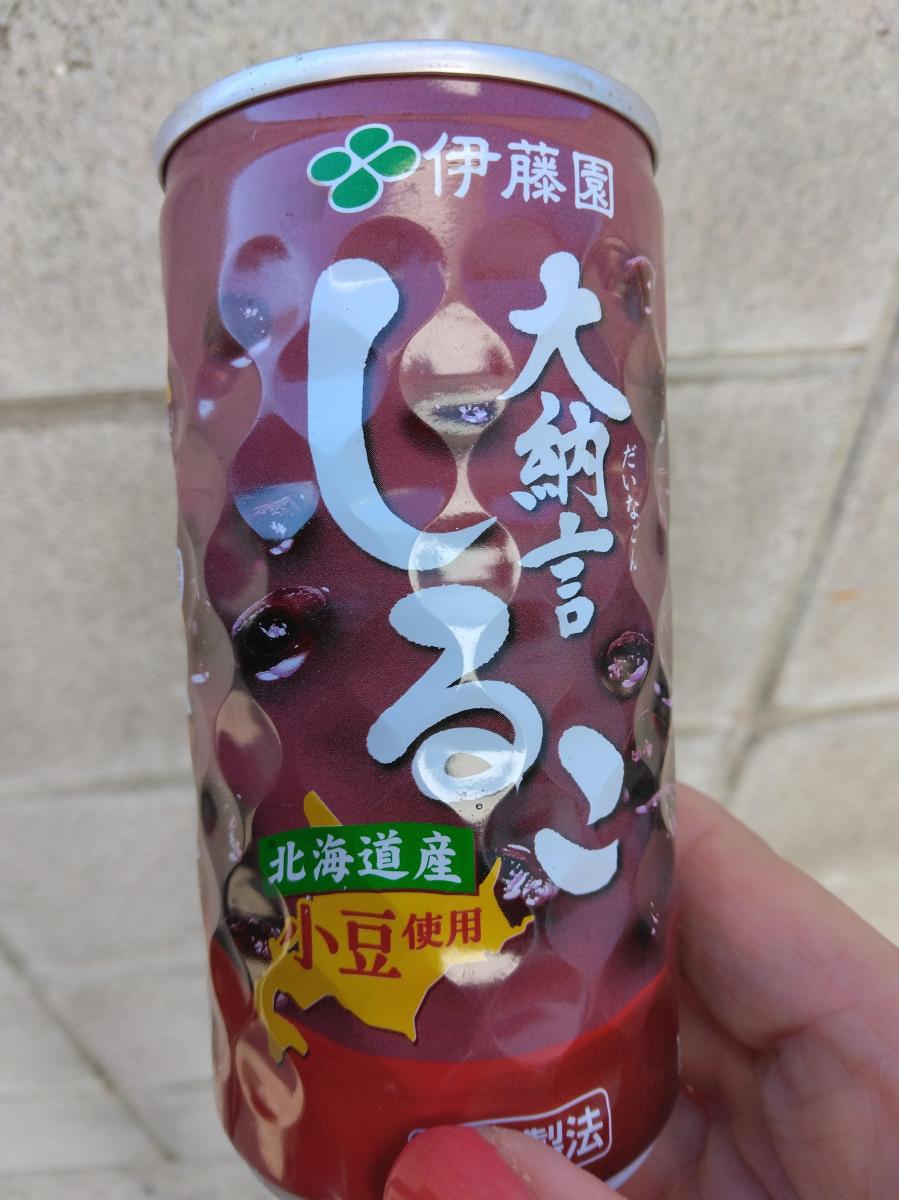 伊藤園
大納言
だいなごん
しるこ
北海道産
小豆使用
製法